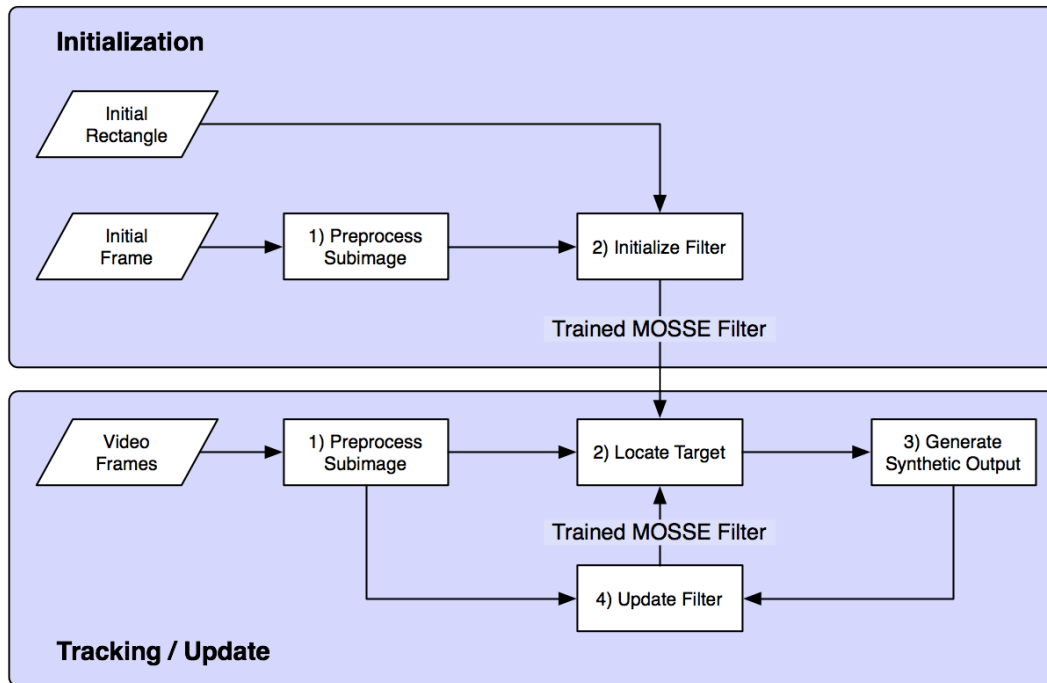 Initialization
Initial
Rectangle
Initial
Frame
1) Preprocess
Subimage
2) Initialize Filter
Trained MOSSE Filter
Video
Frames
1) Preprocess
Subimage
2) Locate Target
3) Generate
Synthetic Output
Trained MOSSE Filter
4) Update Filter
Tracking / Update